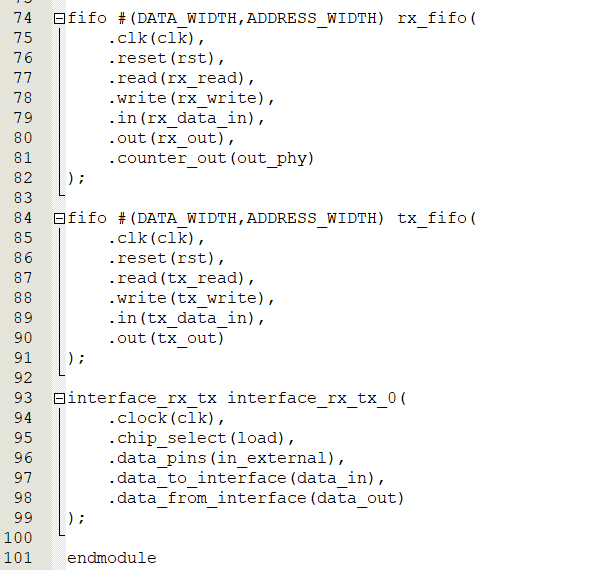 74 fifo #(DATA_WIDTH,ADDRESS_WIDTH) rx_fifo(
75 .clk(clk),
76 .reset(rst),
77 .read(rx_read),
78 .write(rx_write),
79 .in(rx_data_in),
80 .out(rx_out),
81 .counter_out(out_phy)
82 );
83
84 fifo #(DATA_WIDTH,ADDRESS_WIDTH) tx_fifo(
85 .clk(clk),
86 .reset(rst),
87 .read(tx_read),
88 .write(tx_write),
89 .in(tx_data_in),
90 .out(tx_out)
91 );
92
93 interface_rx_tx interface_rx_tx_0(
94 .clock(clk),
95 .chip_select(load),
96 .data_pins(in_external),
97 .data_to_interface(data_in),
98 .data_from_interface(data_out)
99 );
100
101 endmodule